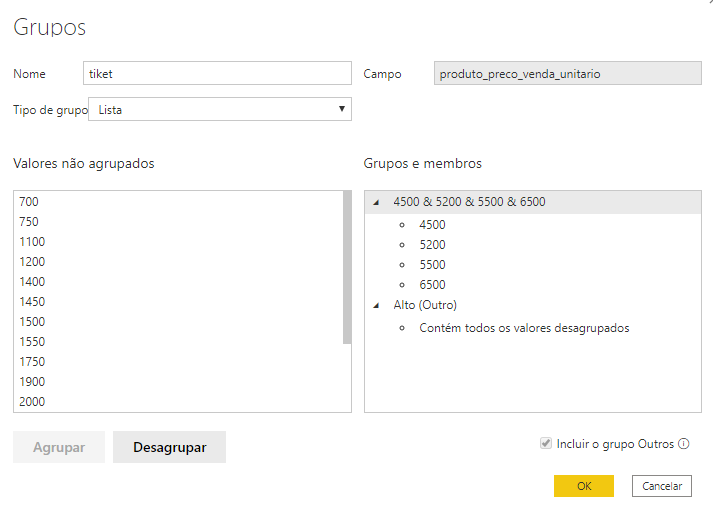 Grupos
Nome
tiket
Campo
produto_preco_venda_unitario
Tipo de grupo
Lista
Valores não agrupados
700
750
1100
1200
1400
1450
1500
1550
1750
1900
2000
Grupos e membros
4500 & 5200 & 5500 & 6500
4500
5200
5500
6500
Alto (Outro)
Contém todos os valores desagrupados
Agrupar
Desagrupar
Incluir o grupo Outros
OK
Cancelar